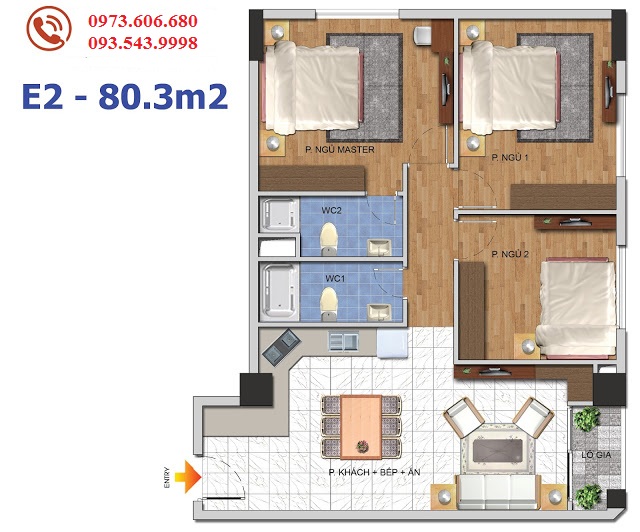 0973.606.680
093.543.9998
E2 - 80.3m2
P. NGỦ MASTER
P. NGỦ 1
WC2
P. NGỦ 2
WC1
LÔ GIA
P. KHÁCH + BẾP + ĂN
ENTRY